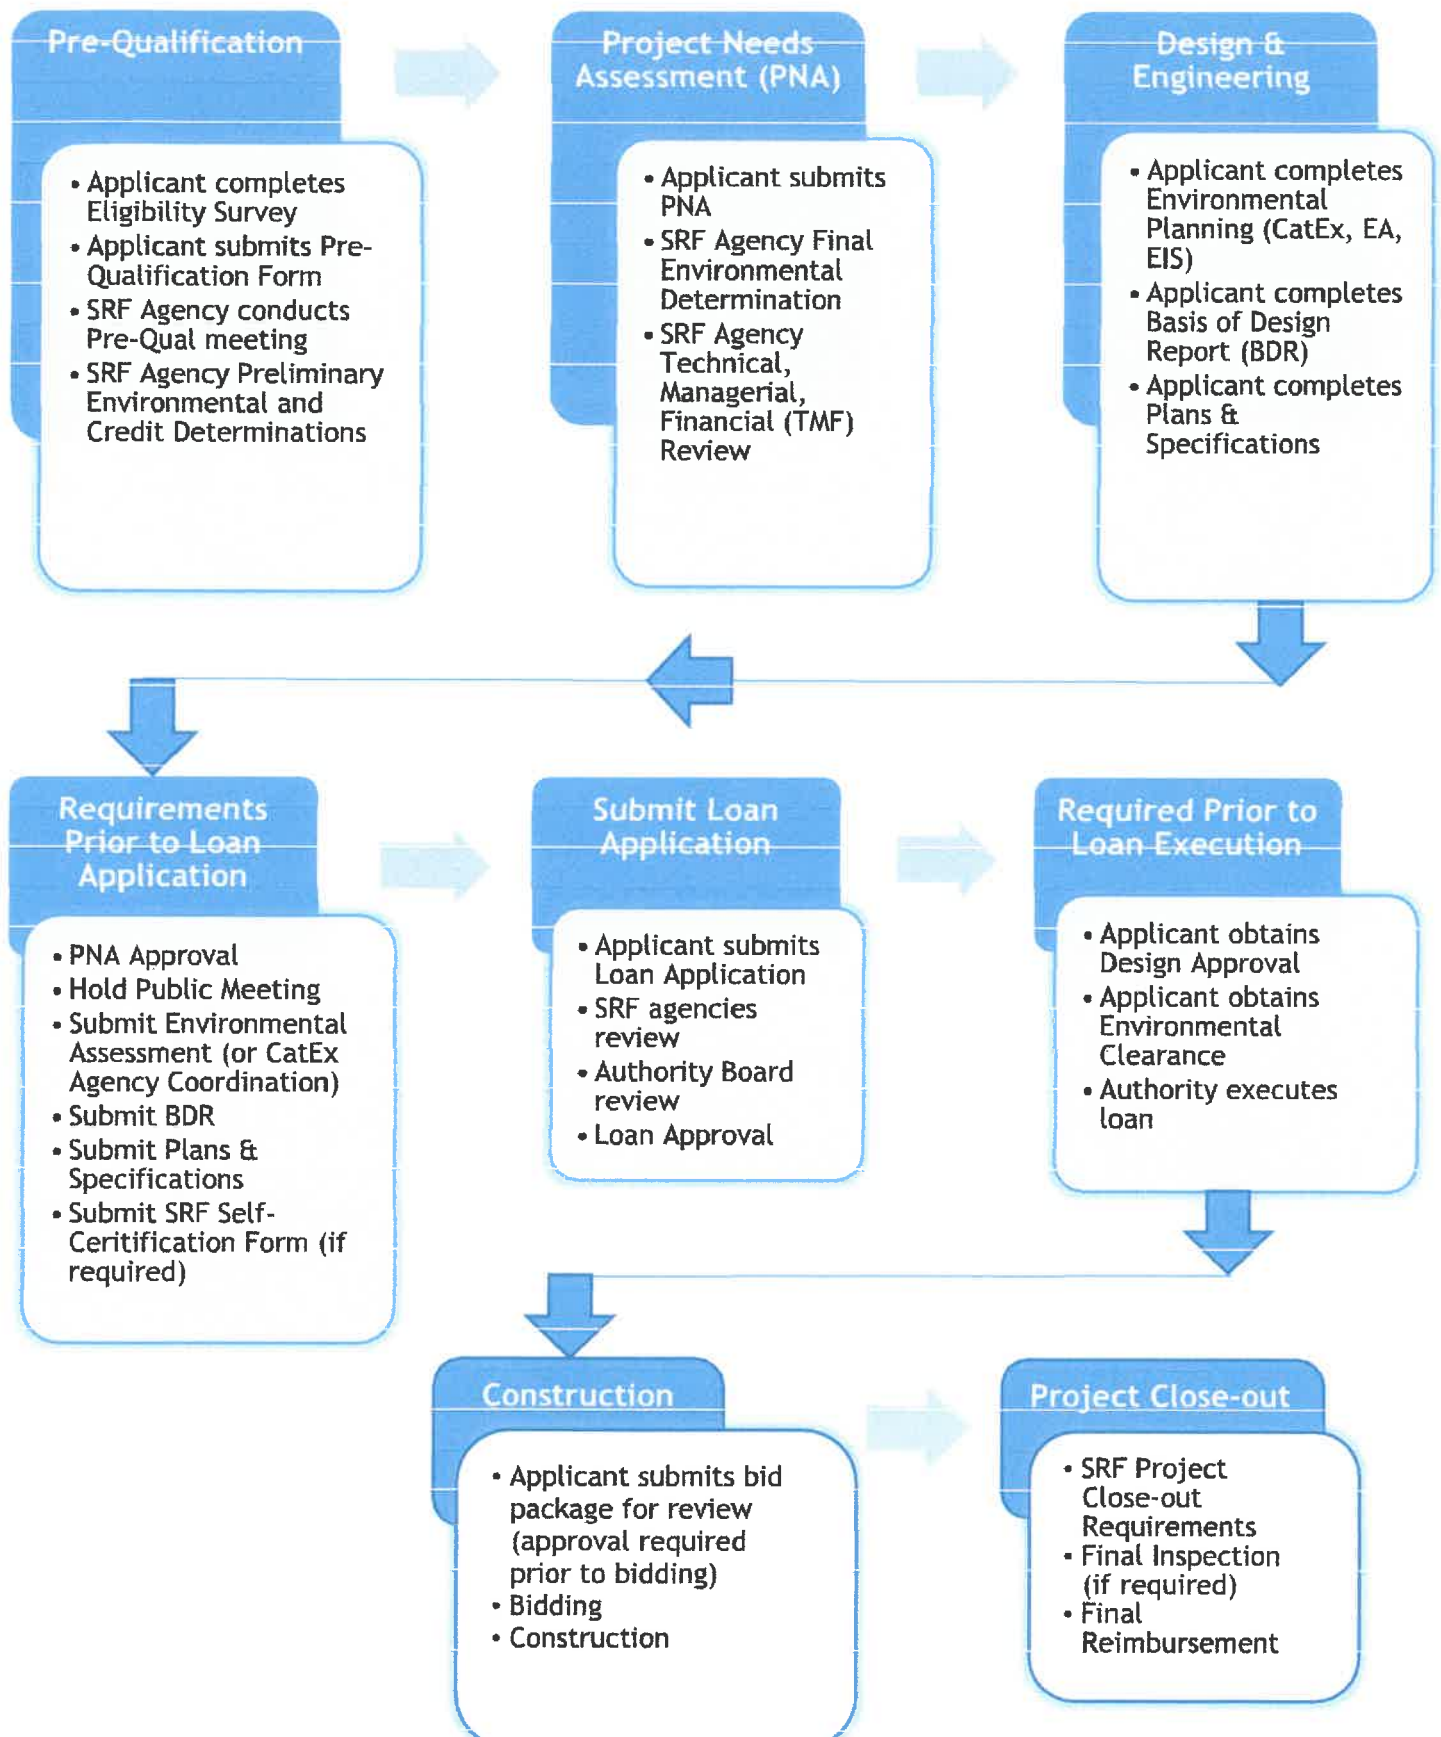 Pre-Qualification
• Applicant completes
Eligibility Survey
• Applicant submits Pre-
Qualification Form
• SRF Agency conducts
Pre-Qual meeting
• SRF Agency Preliminary
Environmental and
Credit Determinations
Project Needs
Assessment (PNA)
• Applicant submits
PNA
• SRF Agency Final
Environmental
Determination
• SRF Agency
Technical,
Managerial,
Financial (TMF)
Review
Design &
Engineering
• Applicant completes
Environmental
Planning (CatEx, EA,
EIS)
• Applicant completes
Basis of Design
Report (BDR)
• Applicant completes
Plans &
Specifications
Requirements
Prior to Loan
Application
• PNA Approval
• Hold Public Meeting
• Submit Environmental
Assessment (or CatEx
Agency Coordination)
• Submit BDR
• Submit Plans &
Specifications
• Submit SRF Self-
Ceritification Form (if
required)
Submit Loan
Application
• Applicant submits
Loan Application
• SRF agencies
review
• Authority Board
review
• Loan Approval
Required Prior to
Loan Execution
• Applicant obtains
Design Approval
• Applicant obtains
Environmental
Clearance
• Authority executes
loan
Construction
• Applicant submits bid
package for review
(approval required
prior to bidding)
• Bidding
• Construction
Project Close-out
• SRF Project
Close-out
Requirements
• Final Inspection
(if required)
• Final
Reimbursement